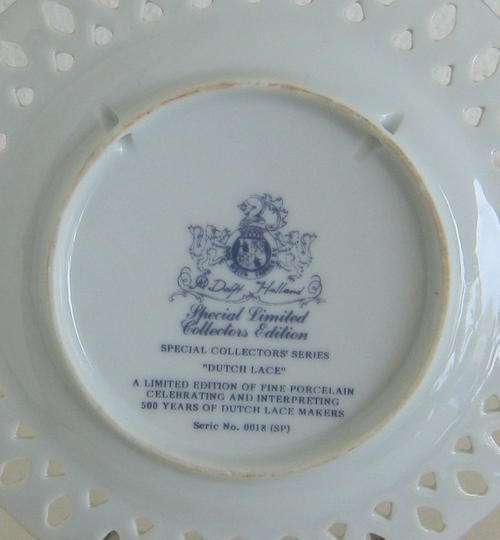 Delft Holland
Special Limited
Collectors Edition
SPECIAL COLLECTORS' SERIES
"DUTCH LACE"
A LIMITED EDITION OF FINE PORCELAIN
CELEBRATING AND INTERPRETING
500 YEARS OF DUTCH LACE MAKERS
Serie No. 0018 (SP)